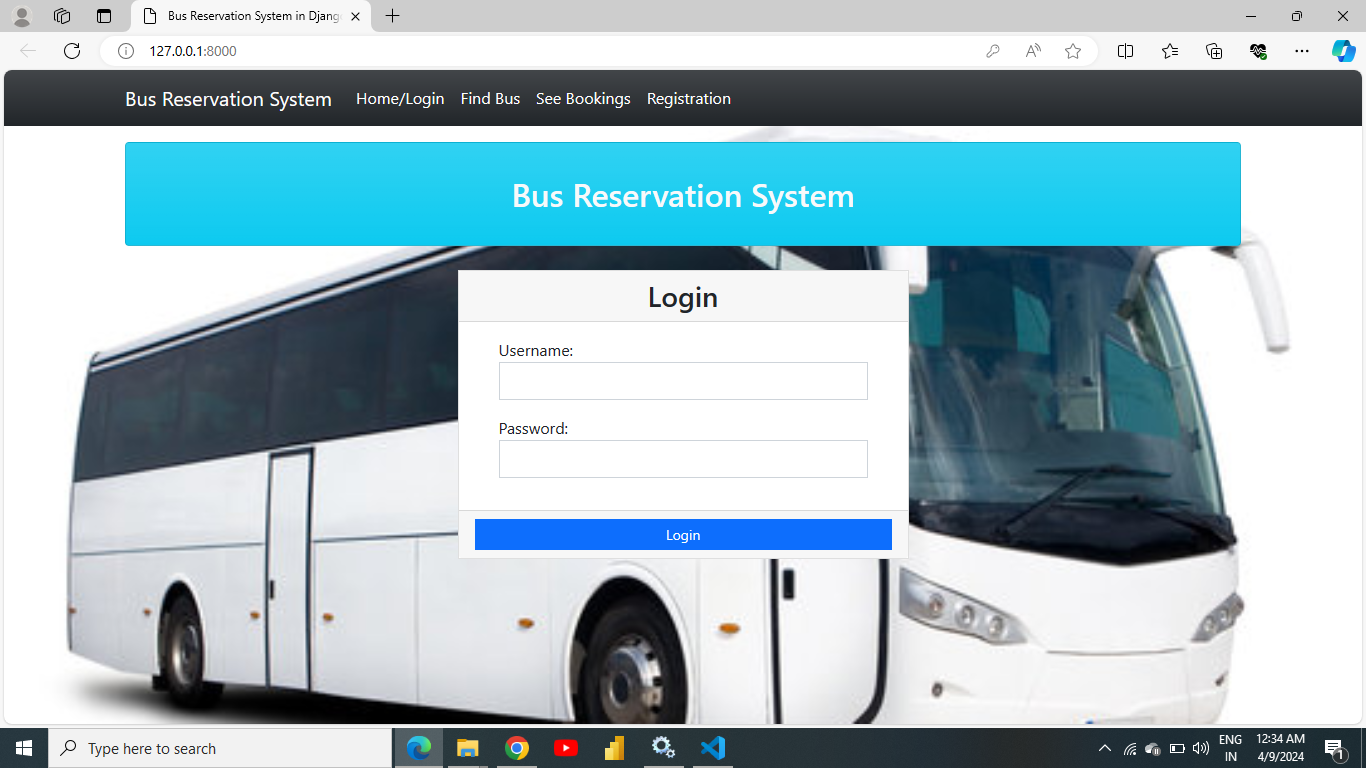 Bus Reservation System in Djang
127.0.0.1:8000
Bus Reservation System Home/Login Find Bus See Bookings Registration
Bus Reservation System
Login
Username:
Password:
Login
Type here to search
ENG
IN
12:34 AM
4/9/2024
1